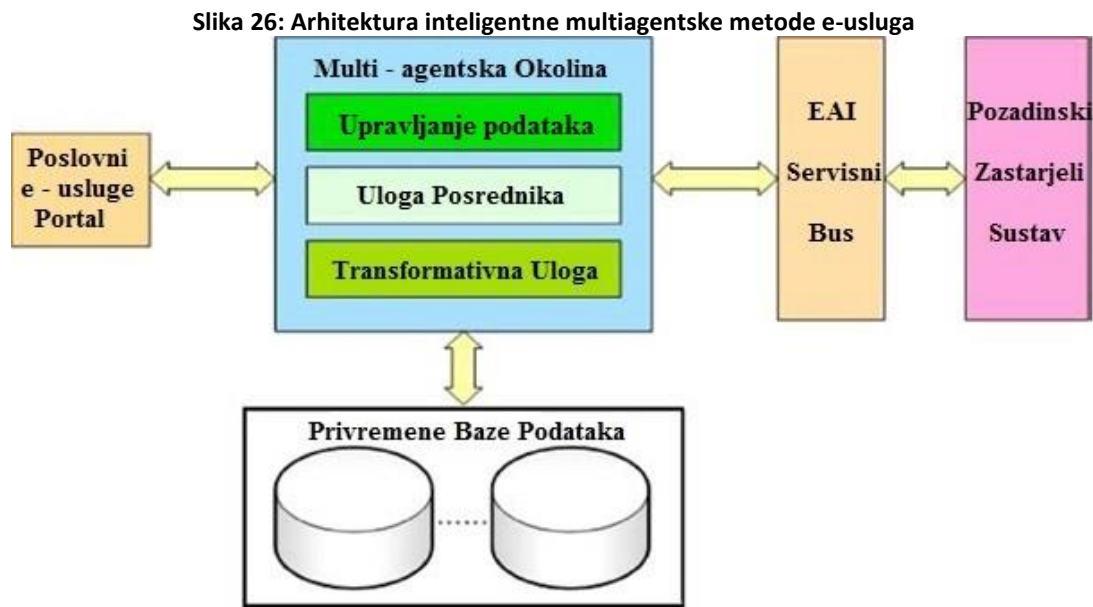 Slika 26: Arhitektura inteligentne multiagentske metode e-usluga
Multi - agentska Okolina
Upravljanje podataka
Uloga Posrednika
Transformativna Uloga
Poslovni
e - usluge
Portal
EAI
Servisni
Bus
Pozadinski
Zastarjeli
Sustav
Privremene Baze Podataka